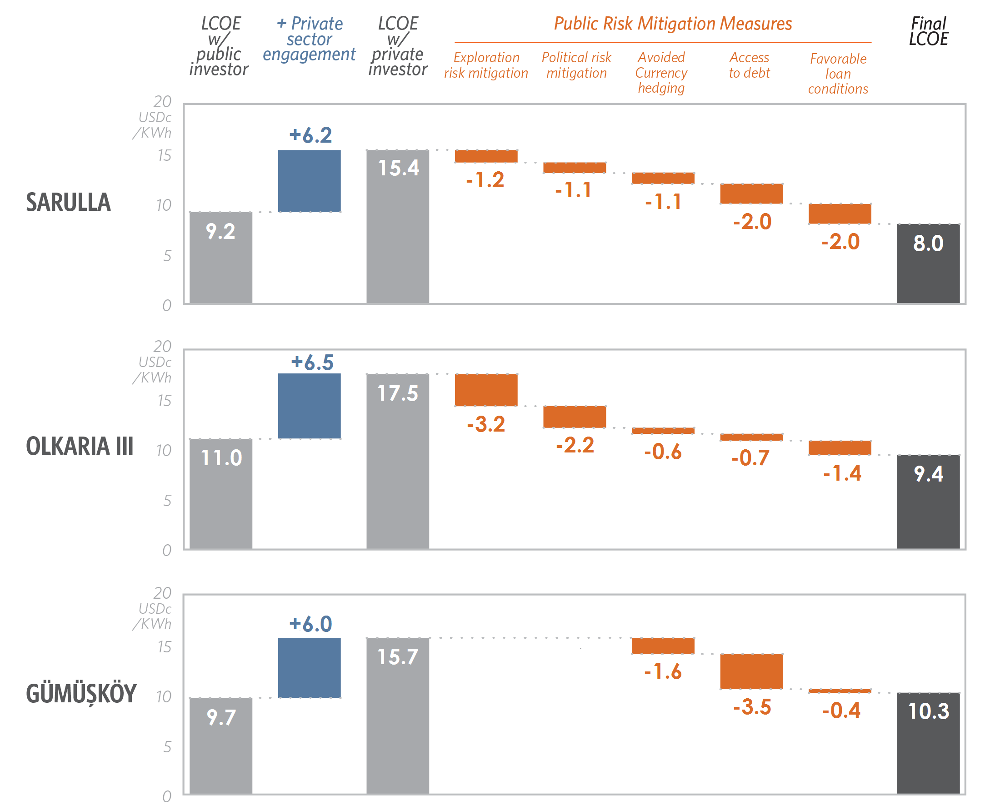 LCOE
w/
public
investor
+ Private
sector
engagement
LCOE
w/
private
investor
Public Risk Mitigation Measures
Exploration
risk mitigation
Political risk
mitigation
Avoided
Currency
hedging
Access
to debt
Favorable
loan
conditions
Final
LCOE
SARULLA
20
USDc
/KWh
15
10
5
0
9.2
+6.2
15.4
-1.2
-1.1
-1.1
-2.0
-2.0
8.0
OLKARIA III
20
USDc
/KWh
15
10
5
0
11.0
+6.5
17.5
-3.2
-2.2
-0.6
-0.7
-1.4
9.4
GÜMÜŞKÖY
20
USDc
/KWh
15
10
5
0
9.7
+6.0
15.7
-1.6
-3.5
-0.4
10.3